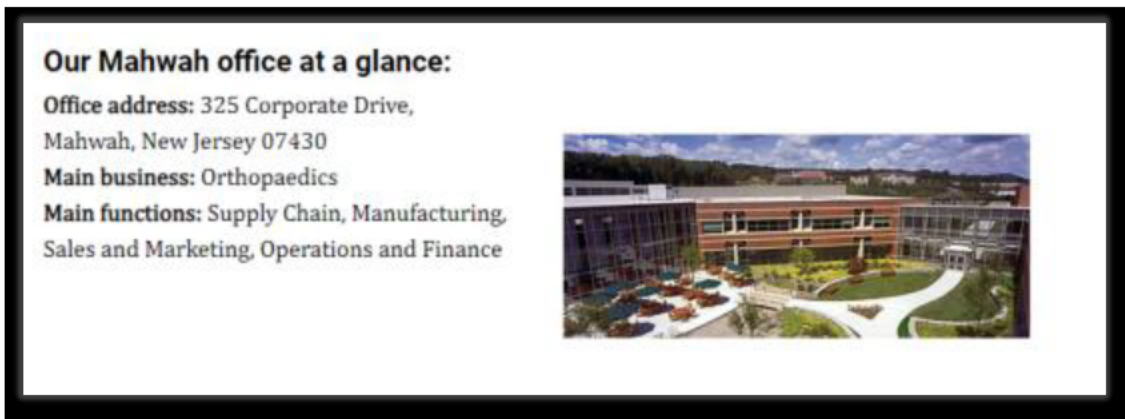 Our Mahwah office at a glance:
Office address: 325 Corporate Drive,
Mahwah, New Jersey 07430
Main business: Orthopaedics
Main functions: Supply Chain, Manufacturing,
Sales and Marketing, Operations and Finance